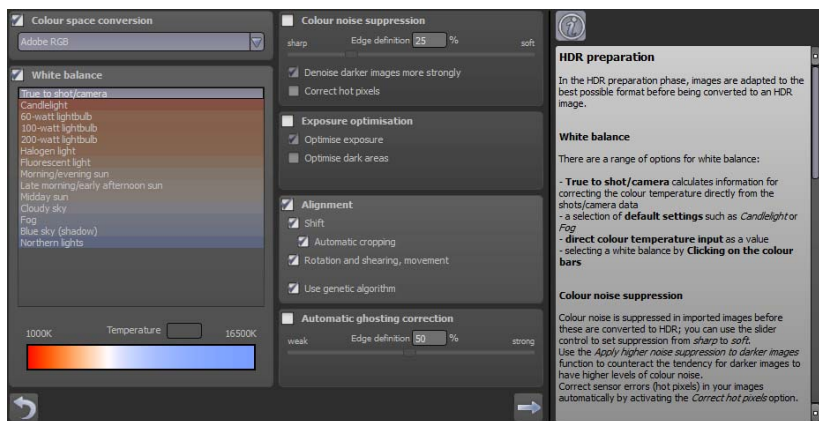 Colour space conversion
Adobe RGB
White balance
True to shot/camera
Candlelight
60-watt lightbulb
100-watt lightbulb
200-watt lightbulb
Halogen light
Fluorescent light
Morning/evening sun
Late morning/early afternoon sun
Midday sun
Cloudy sky
Fog
Blue sky (shadow)
Northern lights
1000K Temperature 16500K
Colour noise suppression
sharp Edge definition 25 % soft
Denoise darker images more strongly
Correct hot pixels
Exposure optimisation
Optimise exposure
Optimise dark areas
Alignment
Shift
Automatic cropping
Rotation and shearing, movement
Use genetic algorithm
Automatic ghosting correction
weak Edge definition 50 % strong
HDR preparation
In the HDR preparation phase, images are adapted to the
best possible format before being converted to an HDR
image.
White balance
There are a range of options for white balance:
- True to shot/camera calculates information for
correcting the colour temperature directly from the
shots/camera data
- a selection of default settings such as Candlelight or
Fog
- direct colour temperature input as a value
- selecting a white balance by Clicking on the colour
bars
Colour noise suppression
Colour noise is suppressed in imported images before
these are converted to HDR; you can use the slider
control to set suppression from sharp to soft.
Use the Apply higher noise suppression to darker images
function to counteract the tendency for darker images to
have higher levels of colour noise.
Correct sensor errors (hot pixels) in your images
automatically by activating the Correct hot pixels option.